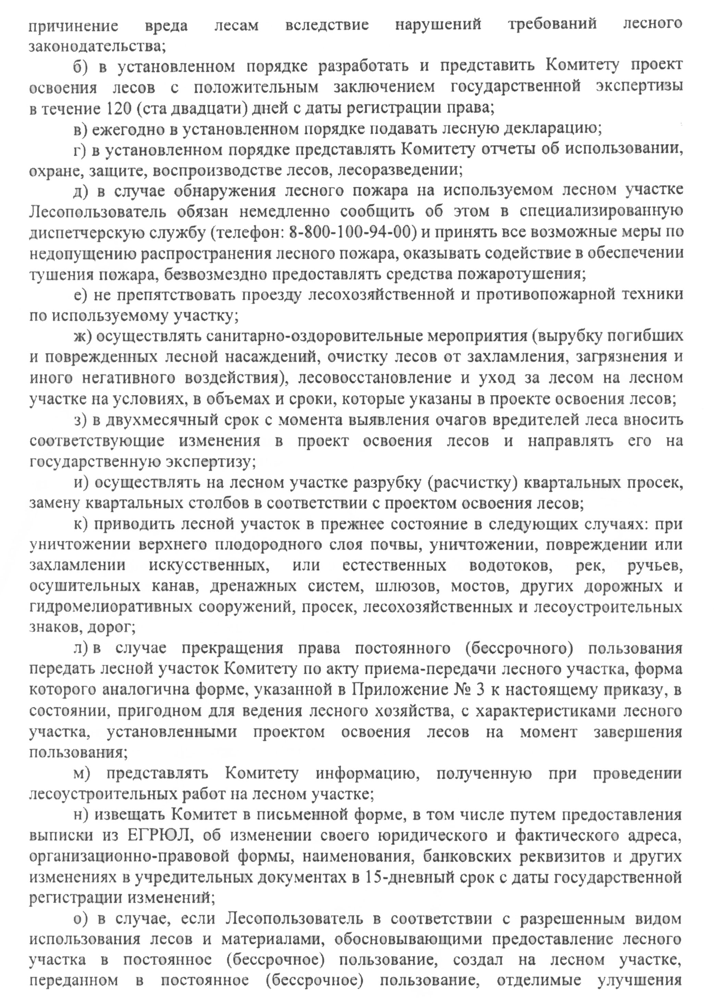 причинение вреда лесам вследствие нарушений требований лесного
законодательства;
б) в установленном порядке разработать и представить Комитету проект
освоения лесов с положительным заключением государственной экспертизы
в течение 120 (ста двадцати) дней с даты регистрации права;
в) ежегодно в установленном порядке подавать лесную декларацию;
г) в установленном порядке представлять Комитету отчеты об использовании,
охране, защите, воспроизводстве лесов, лесоразведении;
д) в случае обнаружения лесного пожара на используемом лесном участке
Лесопользователь обязан немедленно сообщить об этом в специализированную
диспетчерскую службу (телефон: 8-800-100-94-00) и принять все возможные меры по
недопущению распространения лесного пожара, оказывать содействие в обеспечении
тушения пожара, безвозмездно предоставлять средства пожаротушения;
е) не препятствовать проезду лесохозяйственной и противопожарной техники
по используемому участку;
ж) осуществлять санитарно-оздоровительные мероприятия (вырубку погибших
и поврежденных лесной насаждений, очистку лесов от захламления, загрязнения и
иного негативного воздействия), лесовосстановление и уход за лесом на лесном
участке на условиях, в объемах и сроки, которые указаны в проекте освоения лесов;
з) в двухмесячный срок с момента выявления очагов вредителей леса вносить
соответствующие изменения в проект освоения лесов и направлять его на
государственную экспертизу;
и) осуществлять на лесном участке разрубку (расчистку) квартальных просек,
замену квартальных столбов в соответствии с проектом освоения лесов;
к) приводить лесной участок в прежнее состояние в следующих случаях: при
уничтожении верхнего плодородного слоя почвы, уничтожении, повреждении или
захламлении искусственных, или естественных водотоков, рек, ручьев,
осушительных канав, дренажных систем, шлюзов, мостов, других дорожных и
гидромелиоративных сооружений, просек, лесохозяйственных и лесоустроительных
знаков, дорог;
л) в случае прекращения права постоянного (бессрочного) пользования
передать лесной участок Комитету по акту приема-передачи лесного участка, форма
которого аналогична форме, указанной в Приложение № 3 к настоящему приказу, в
состоянии, пригодном для ведения лесного хозяйства, с характеристиками лесного
участка, установленными проектом освоения лесов на момент завершения
пользования;
м) представлять Комитету информацию, полученную при проведении
лесоустроительных работ на лесном участке;
н) извещать Комитет в письменной форме, в том числе путем предоставления
выписки из ЕГРЮЛ, об изменении своего юридического и фактического адреса,
организационно-правовой формы, наименования, банковских реквизитов и других
изменениях в учредительных документах в 15-дневный срок с даты государственной
регистрации изменений;
о) в случае, если Лесопользователь в соответствии с разрешенным видом
использования лесов и материалами, обосновывающими предоставление лесного
участка в постоянное (бессрочное) пользование, создал на лесном участке,
переданном в постоянное (бессрочное) пользование, отделимые улучшения